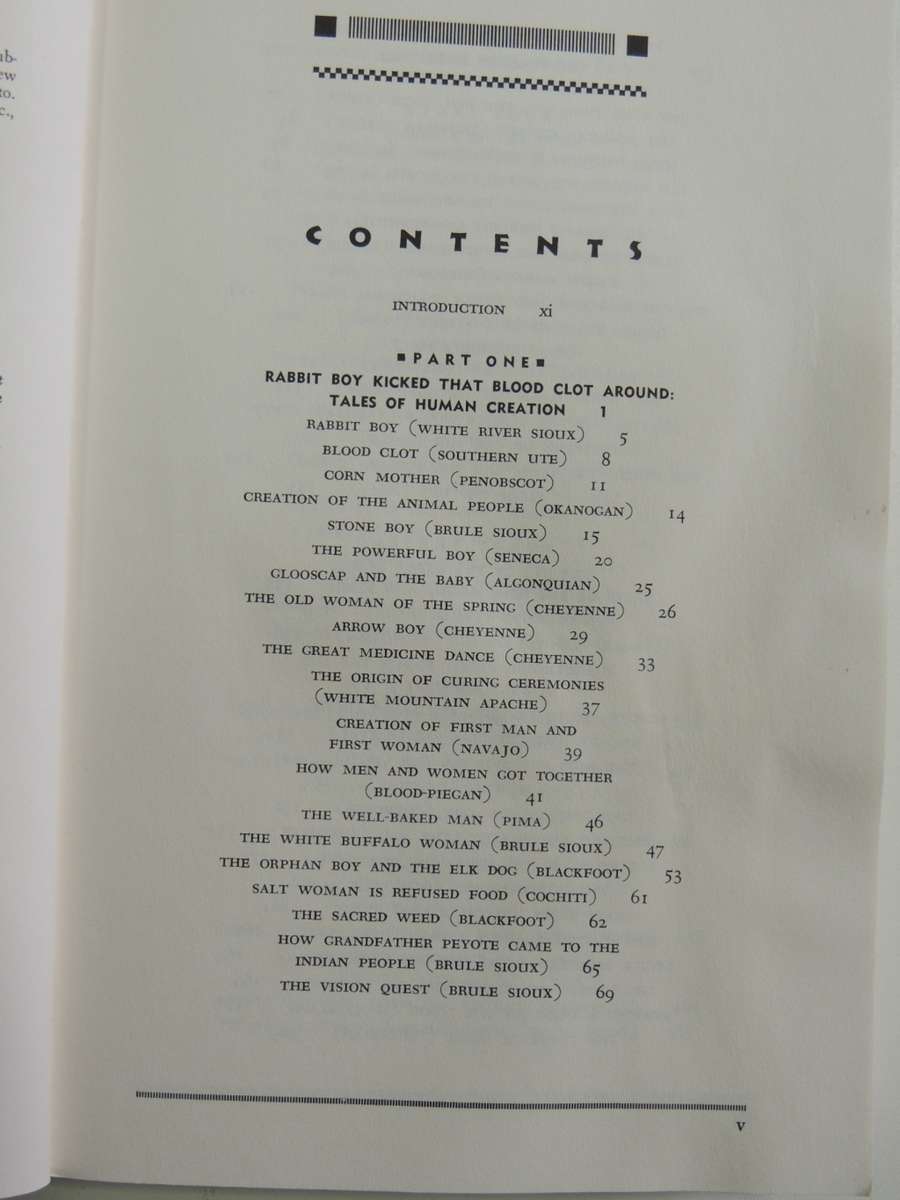 ub-
ew
to.
c.,
CONTENTS
INTRODUCTION xi
■ PART ONE ■
RABBIT BOY KICKED THAT BLOOD CLOT AROUND:
TALES OF HUMAN CREATION 1
RABBIT BOY (WHITE RIVER SIOUX) 5
BLOOD CLOT (SOUTHERN UTE) 8
CORN MOTHER (PENOBSCOT) 11
CREATION OF THE ANIMAL PEOPLE (OKANOGAN) 14
STONE BOY (BRULE SIOUX) 15
THE POWERFUL BOY (SENECA) 20
GLOOSCAP AND THE BABY (ALGONQUIAN) 25
THE OLD WOMAN OF THE SPRING (CHEYENNE) 26
ARROW BOY (CHEYENNE) 29
THE GREAT MEDICINE DANCE (CHEYENNE) 33
THE ORIGIN OF CURING CEREMONIES
(WHITE MOUNTAIN APACHE) 37
CREATION OF FIRST MAN AND
FIRST WOMAN (NAVAJO) 39
HOW MEN AND WOMEN GOT TOGETHER
(BLOOD-PIEGAN) 41
THE WELL-BAKED MAN (PIMA) 46
THE WHITE BUFFALO WOMAN (BRULE SIOUX) 47
THE ORPHAN BOY AND THE ELK DOG (BLACKFOOT) 53
SALT WOMAN IS REFUSED FOOD (COCHITI) 61
THE SACRED WEED (BLACKFOOT) 62
HOW GRANDFATHER PEYOTE CAME TO THE
INDIAN PEOPLE (BRULE SIOUX) 65
THE VISION QUEST (BRULE SIOUX) 69
v